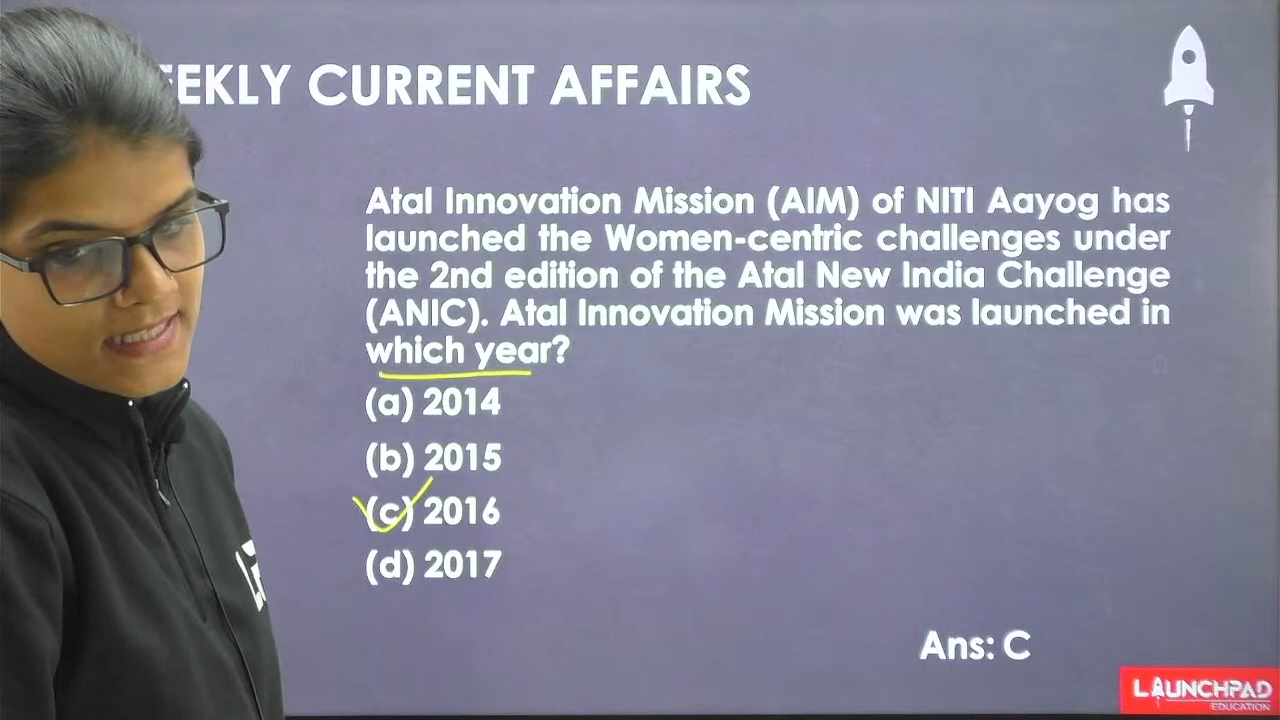 EEKLY CURRENT AFFAIRS
Atal Innovation Mission (AIM) of NITI Aayog has
launched the Women-centric challenges under
the 2nd edition of the Atal New India Challenge
(ANIC). Atal Innovation Mission was launched in
which year?
(a) 2014
(b) 2015
(c) 2016
(d) 2017
Ans: C
LAUNCHPAD
EDUCATION